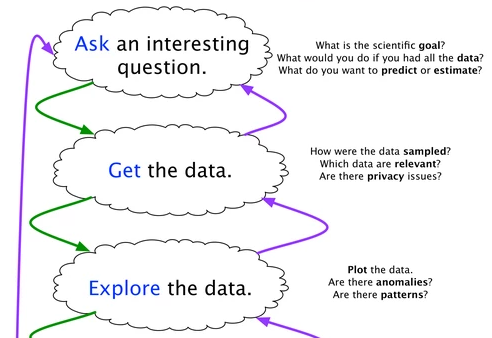 Ask an interesting
question.
What is the scientific goal?
What would you do if you had all the data?
What do you want to predict or estimate?
Get the data.
How were the data sampled?
Which data are relevant?
Are there privacy issues?
Explore the data.
Plot the data.
Are there anomalies?
Are there patterns?